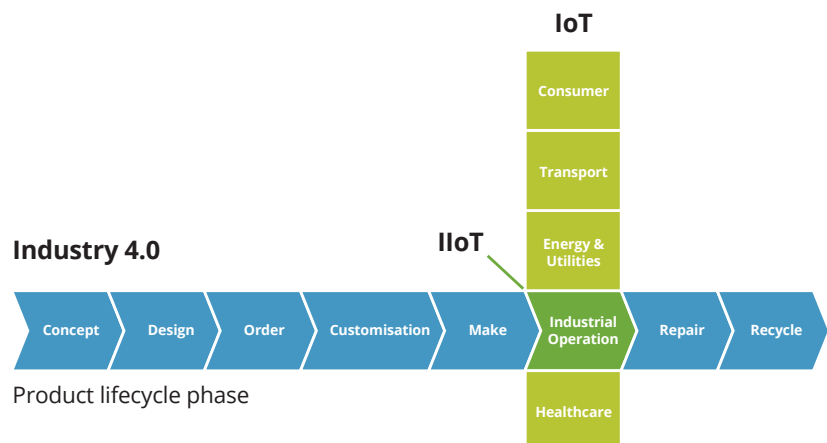 IoT
Consumer
Transport
Industry 4.0
IIoT
Energy &
Utilities
Concept
Design
Order
Customisation
Make
Industrial
Operation
Repair
Recycle
Product lifecycle phase
Healthcare